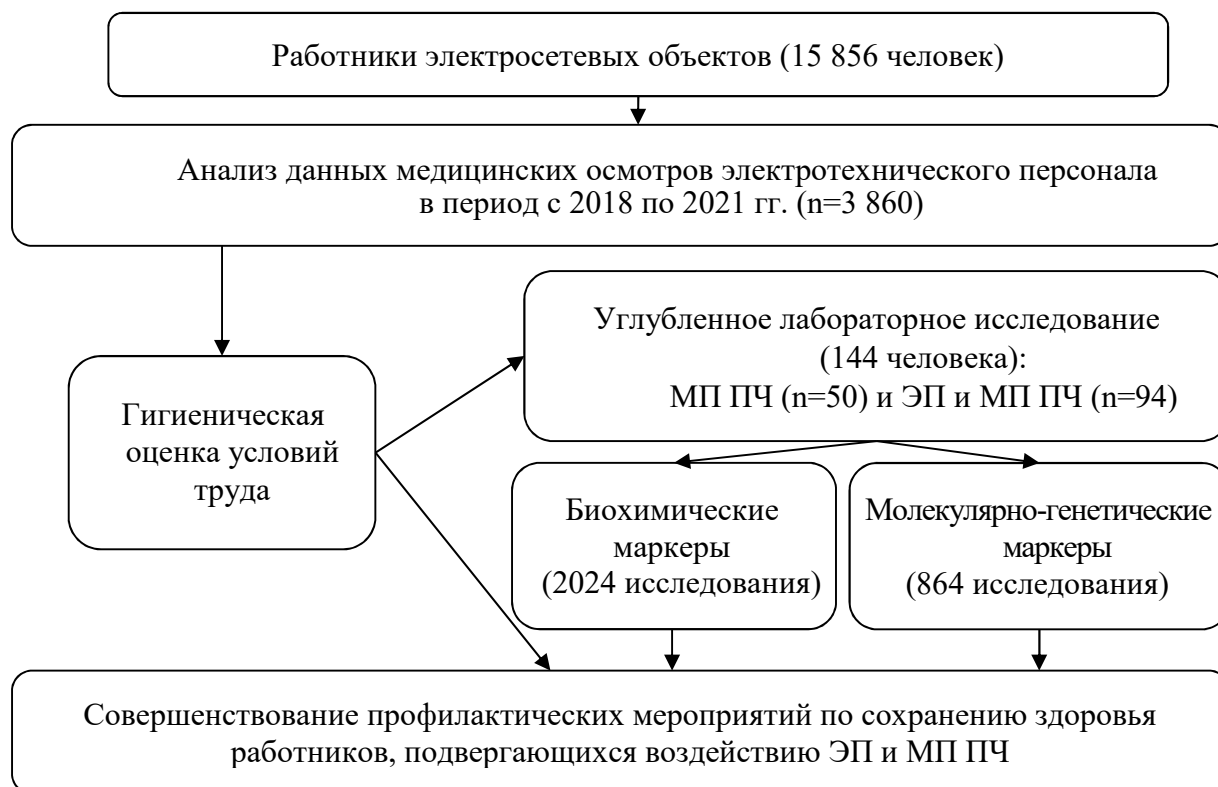 Работники электросетевых объектов (15 856 человек)
Анализ данных медицинских осмотров электротехнического персонала
в период с 2018 по 2021 гг. (n=3 860)
Углубленное лабораторное исследование
(144 человека):
МП ПЧ (n=50) и ЭП и МП ПЧ (n=94)
Гигиеническая
оценка условий
труда
Биохимические
маркеры
(2024 исследования)
Молекулярно-генетические
маркеры
(864 исследования)
Совершенствование профилактических мероприятий по сохранению здоровья
работников, подвергающихся воздействию ЭП и МП ПЧ